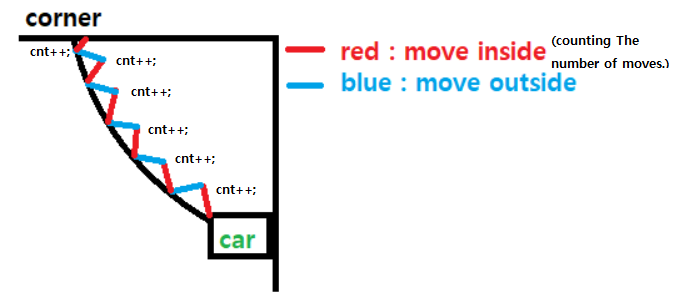 corner
red : move inside (counting The
number of moves.)
blue : move outside
cnt++;
cnt++;
cnt++;
cnt++;
cnt++;
cnt++;
car